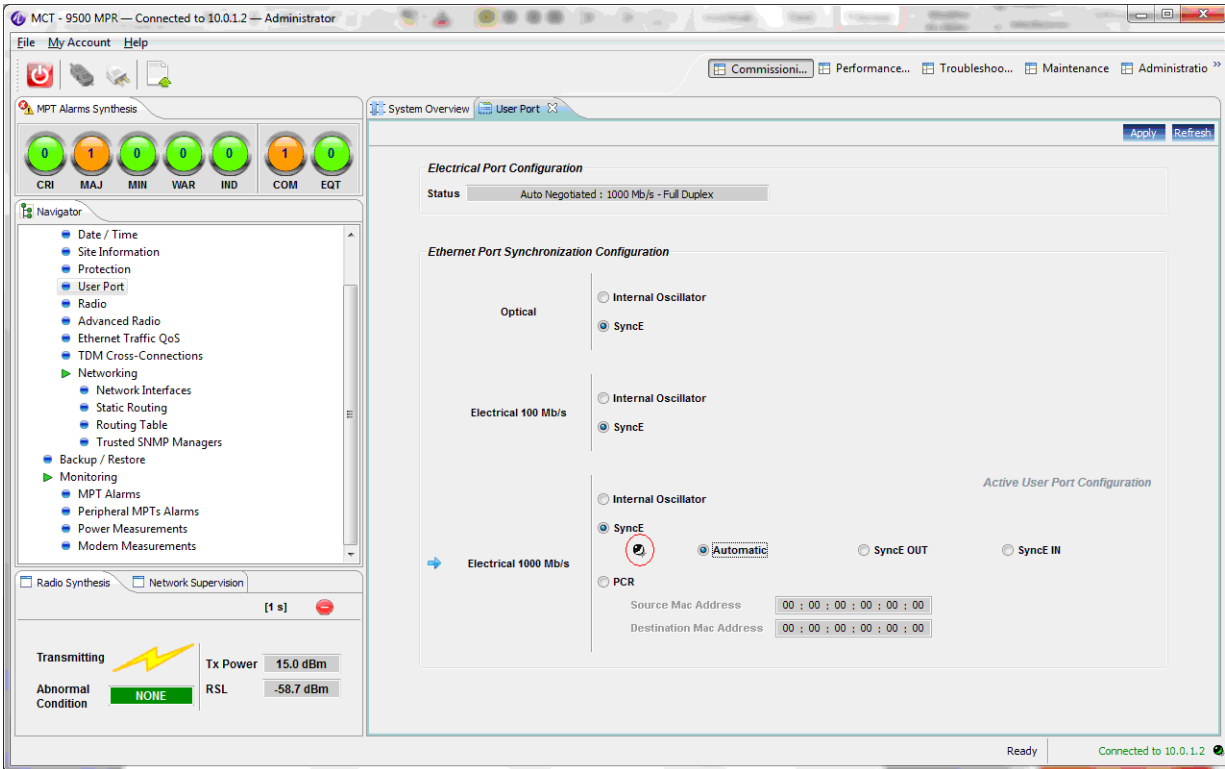 MCT - 9500 MPR — Connected to 10.0.1.2 — Administrator
File My Account Help
Commissioni... Performance... Troubleshoo... Maintenance Administratio »
MPT Alarms Synthesis
0 1 0 0 0 1 0
CRI MAJ MIN WAR IND COM EQT
Navigator
Date / Time
Site Information
Protection
User Port
Radio
Advanced Radio
Ethernet Traffic QoS
TDM Cross-Connections
Networking
Network Interfaces
Static Routing
Routing Table
Trusted SNMP Managers
Backup / Restore
Monitoring
MPT Alarms
Peripheral MPTs Alarms
Power Measurements
Modem Measurements
Radio Synthesis Network Supervision
[1 s]
Transmitting
Tx Power 15.0 dBm
Abnormal Condition NONE
RSL -58.7 dBm
System Overview User Port
Apply Refresh
Electrical Port Configuration
Status Auto Negotiated : 1000 Mb/s - Full Duplex
Ethernet Port Synchronization Configuration
Optical
Internal Oscillator
SyncE
Electrical 100 Mb/s
Internal Oscillator
SyncE
Active User Port Configuration
Electrical 1000 Mb/s
Internal Oscillator
SyncE
Automatic SyncE OUT SyncE IN
PCR
Source Mac Address 00 : 00 : 00 : 00 : 00 : 00
Destination Mac Address 00 : 00 : 00 : 00 : 00 : 00
Ready Connected to 10.0.1.2